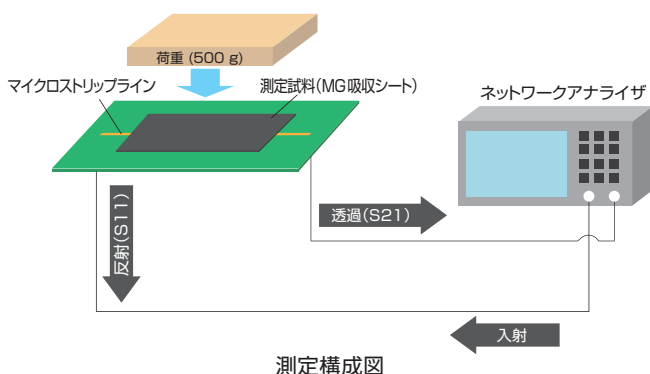 荷重 (500 g)
マイクロストリップライン
測定試料(MG吸収シート)
ネットワークアナライザ
透過(S21)
反射(S11)
入射
測定構成図